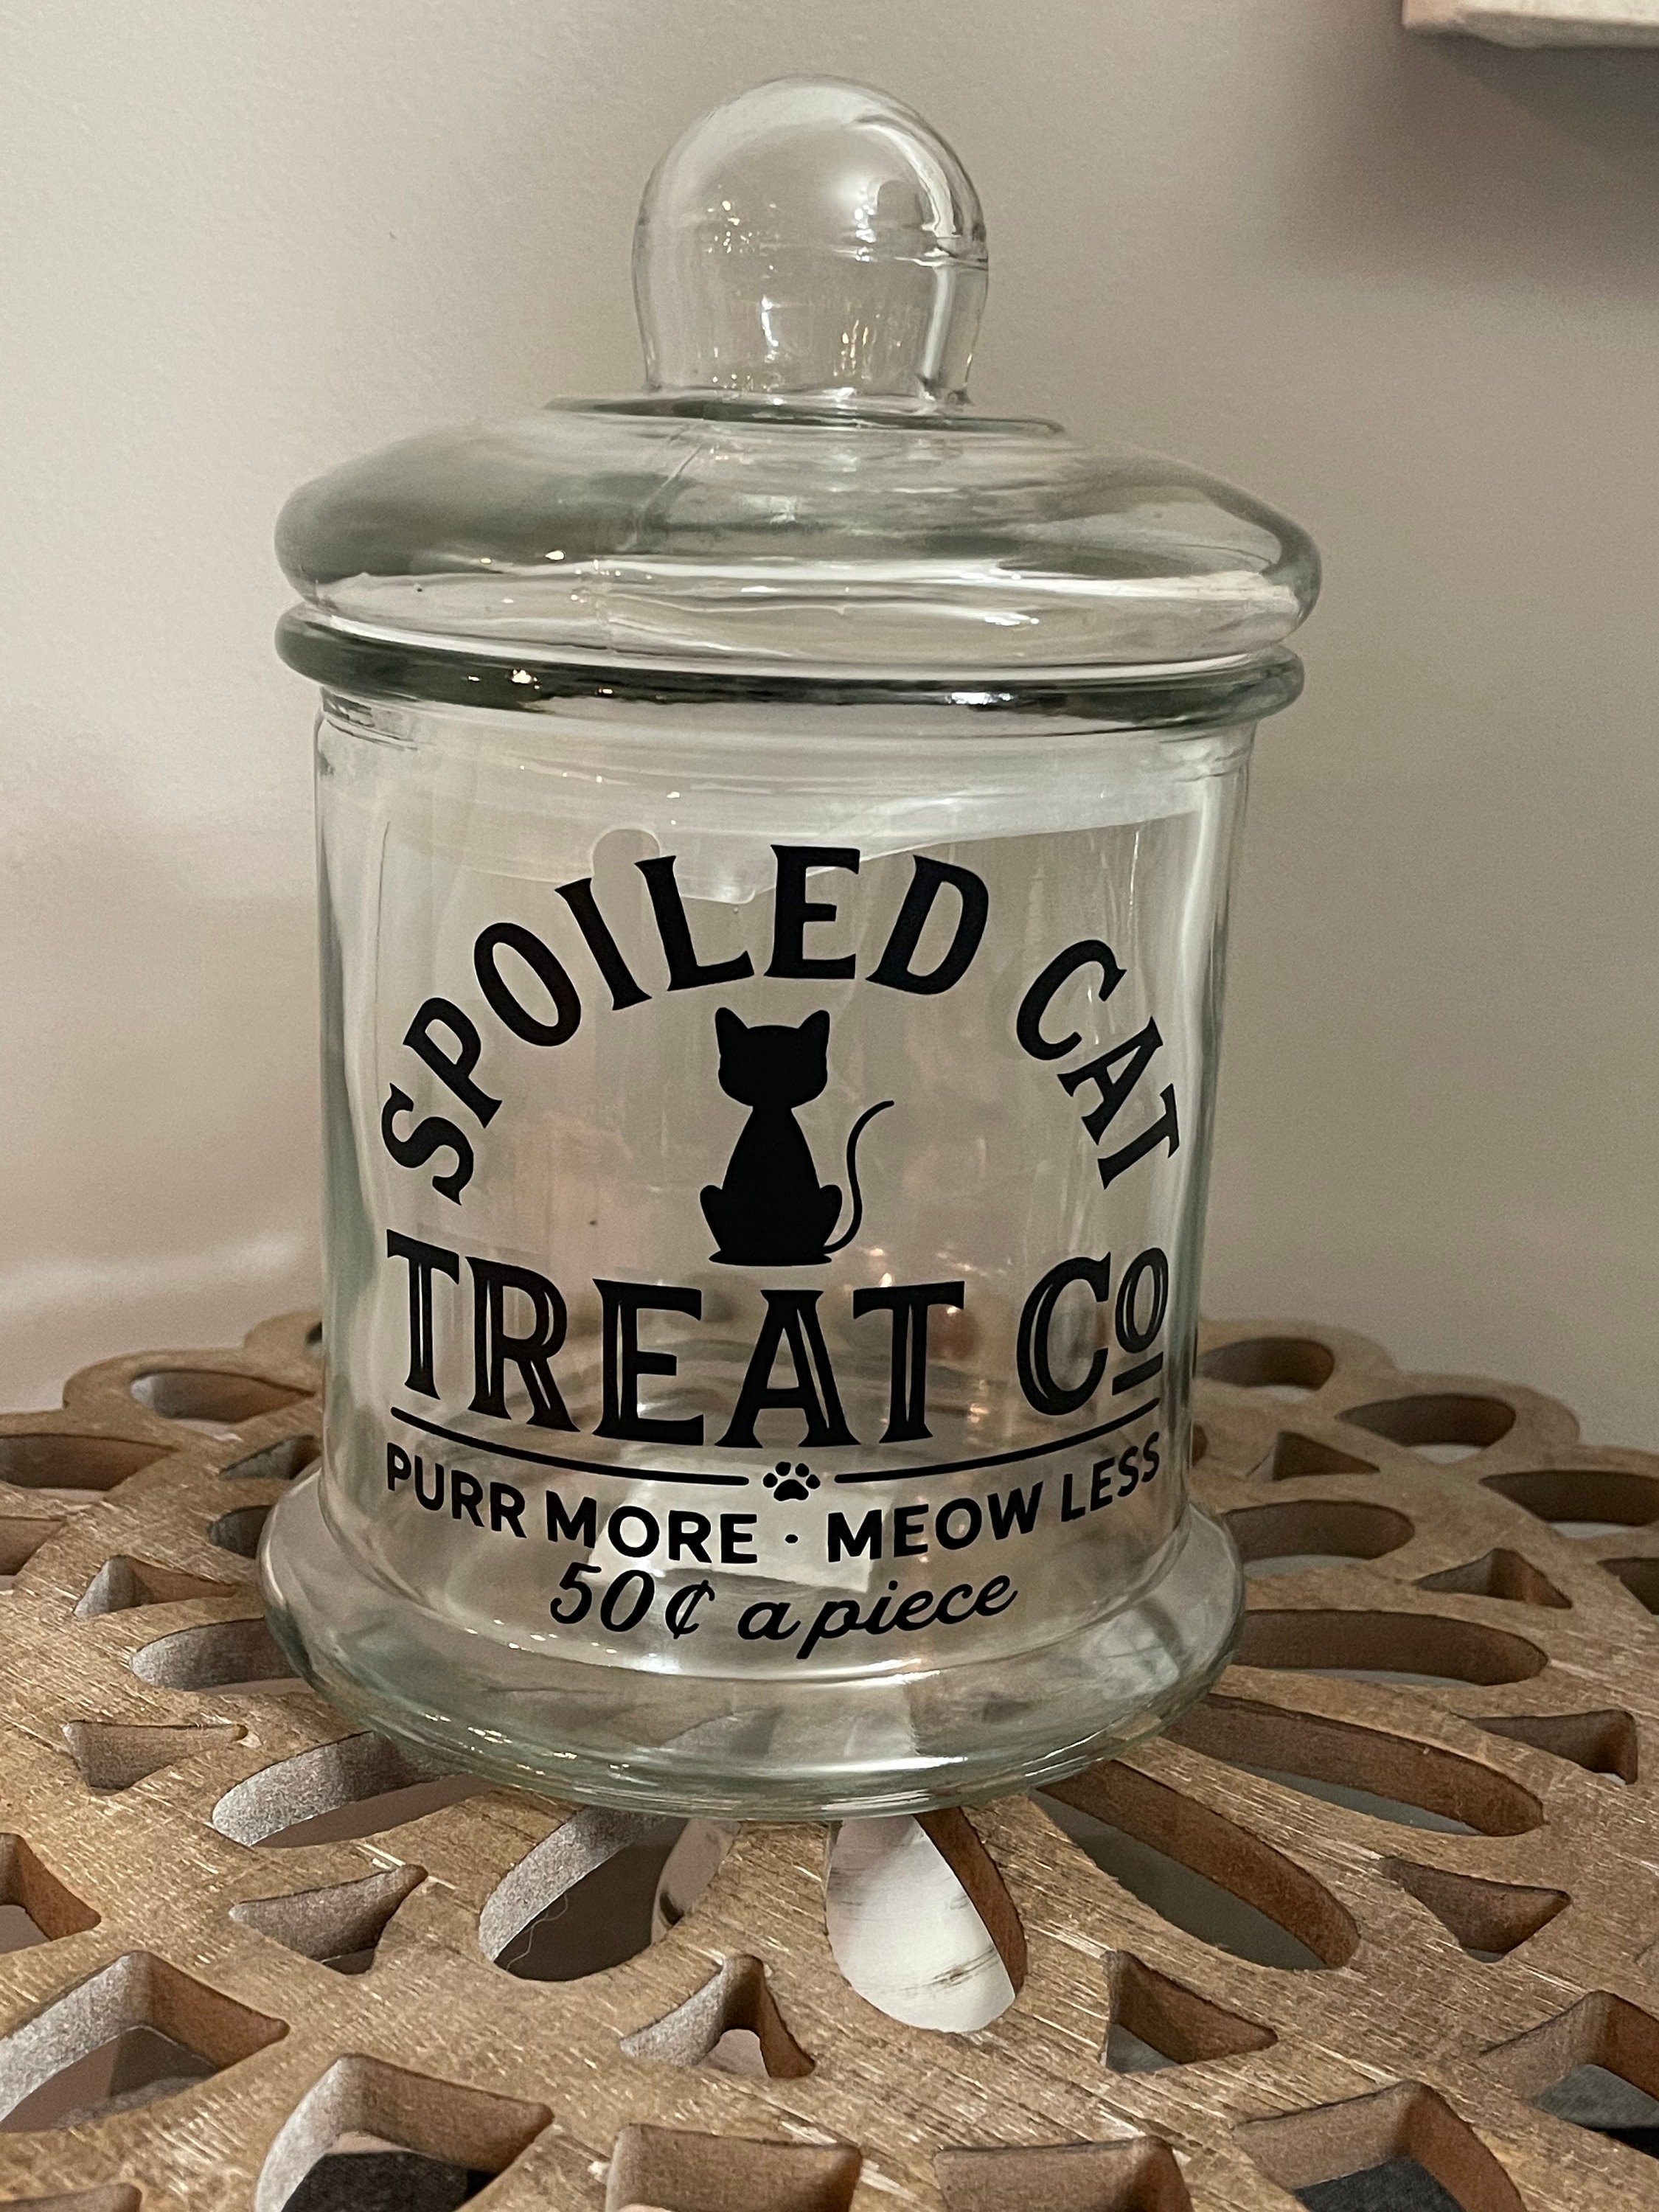 SPOILED CAT
TREAT Co
PURR MORE · MEOW LESS
50¢ a piece